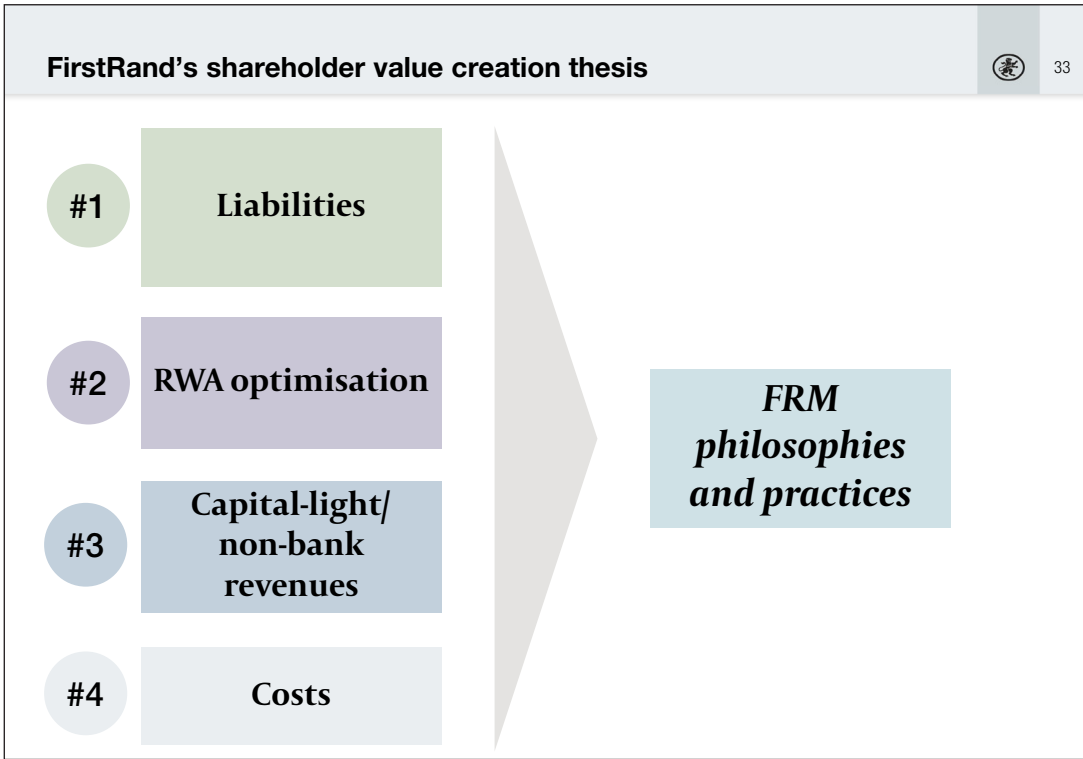 FirstRand's shareholder value creation thesis
33
#1
Liabilities
#2
RWA optimisation
#3
Capital-light/
non-bank
revenues
#4
Costs
FRM
philosophies
and practices